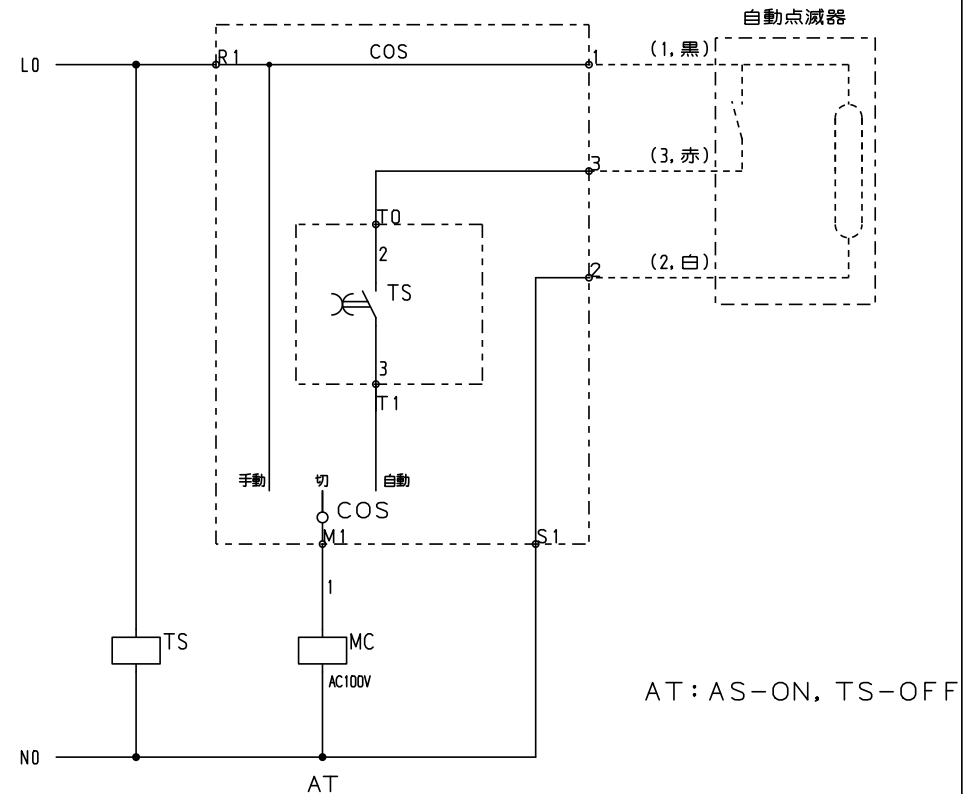 自動点滅器
L0
R1
COS
1
(1,黒)
3
(3,赤)
T0
2
TS
2
(2,白)
3
T1
手動
切
自動
COS
M1
S1
1
TS
MC
AC100V
AT:AS-ON, TS-OFF
N0
AT